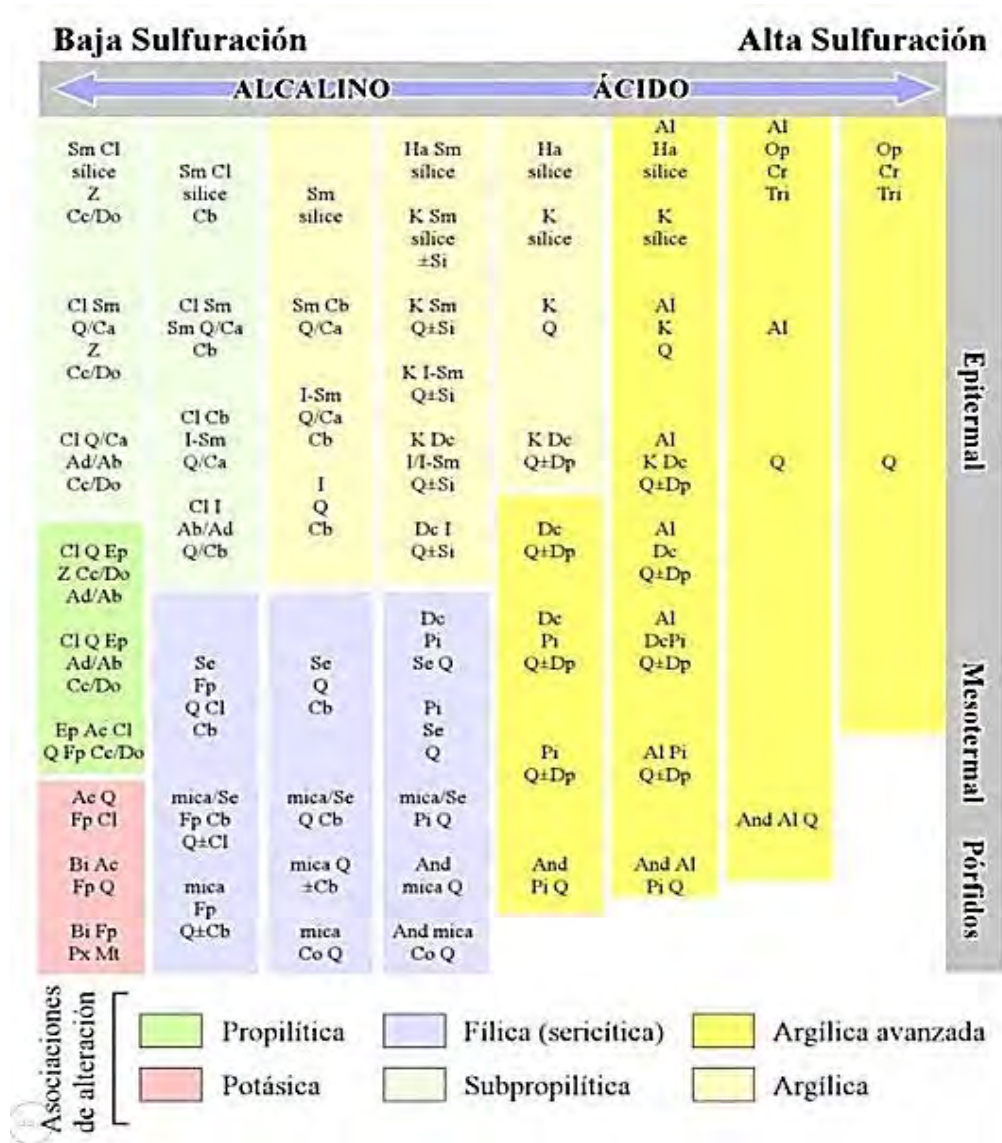 Baja Sulfuración
Alta Sulfuración
ALCALINO
ÁCIDO
Sm Cl
sílice
Z
Cc/Do
Cl Sm
Q/Ca
Z
Cc/Do
Cl Q/Ca
Ad/Ab
Cc/Do
Cl Q Ep
Z Cc/Do
Ad/Ab
Cl Q Ep
Ad/Ab
Cc/Do
Ep Ac Cl
Q Fp Cc/Do
Ac Q
Fp Cl
Bi Ac
Fp Q
Bi Fp
Px Mt
Sm Cl
sílice
Cb
Cl Sm
Sm Q/Ca
Cb
Cl Cb
I-Sm
Q/Ca
Cl I
Ab/Ad
Q/Cb
Se
Fp
Q Cl
Cb
mica/Se
Fp Cb
Q±Cl
mica
Fp
Q±Cb
Sm
sílice
Sm Cb
Q/Ca
I-Sm
Q/Ca
Cb
I
Q
Cb
Se
Q
Cb
mica/Se
Q Cb
mica Q
±Cb
mica
Co Q
Ha Sm
sílice
K Sm
sílice
±Si
K Sm
Q±Si
K I-Sm
Q±Si
K Dc
I/I-Sm
Q±Si
Dc I
Q±Si
Dc
Pi
Se Q
Pi
Se
Q
mica/Se
Pi Q
And
mica Q
And mica
Co Q
Ha
sílice
K
sílice
K
Q
K Dc
Q±Dp
Dc
Q±Dp
Dc
Pi
Q±Dp
Pi
Q±Dp
And
Pi Q
Al
Ha
sílice
K
sílice
Al
K
Q
Al
K Dc
Q±Dp
Al
Dc
Q±Dp
Al
DcPi
Q±Dp
Al Pi
Q±Dp
And Al
Pi Q
Al
Op
Cr
Tri
Al
Q
And Al Q
Op
Cr
Tri
Q
Epitermal
Mesotermal
Pórfidos
Asociaciones
de alteración
Propilítica
Fílica (sericítica)
Argílica avanzada
Potásica
Subpropilítica
Argílica